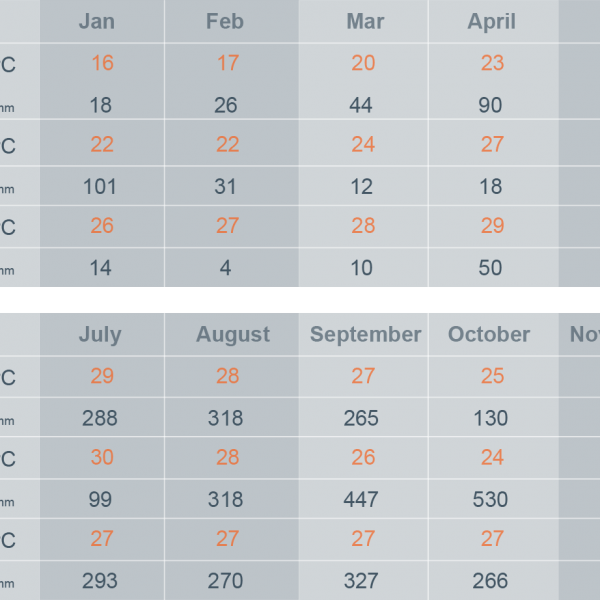 Jan Feb Mar April
°C 16 17 20 23
mm 18 26 44 90
°C 22 22 24 27
mm 101 31 12 18
°C 26 27 28 29
mm 14 4 10 50
July August September October
°C 29 28 27 25
mm 288 318 265 130
°C 30 28 26 24
mm 99 318 447 530
°C 27 27 27 27
mm 293 270 327 266